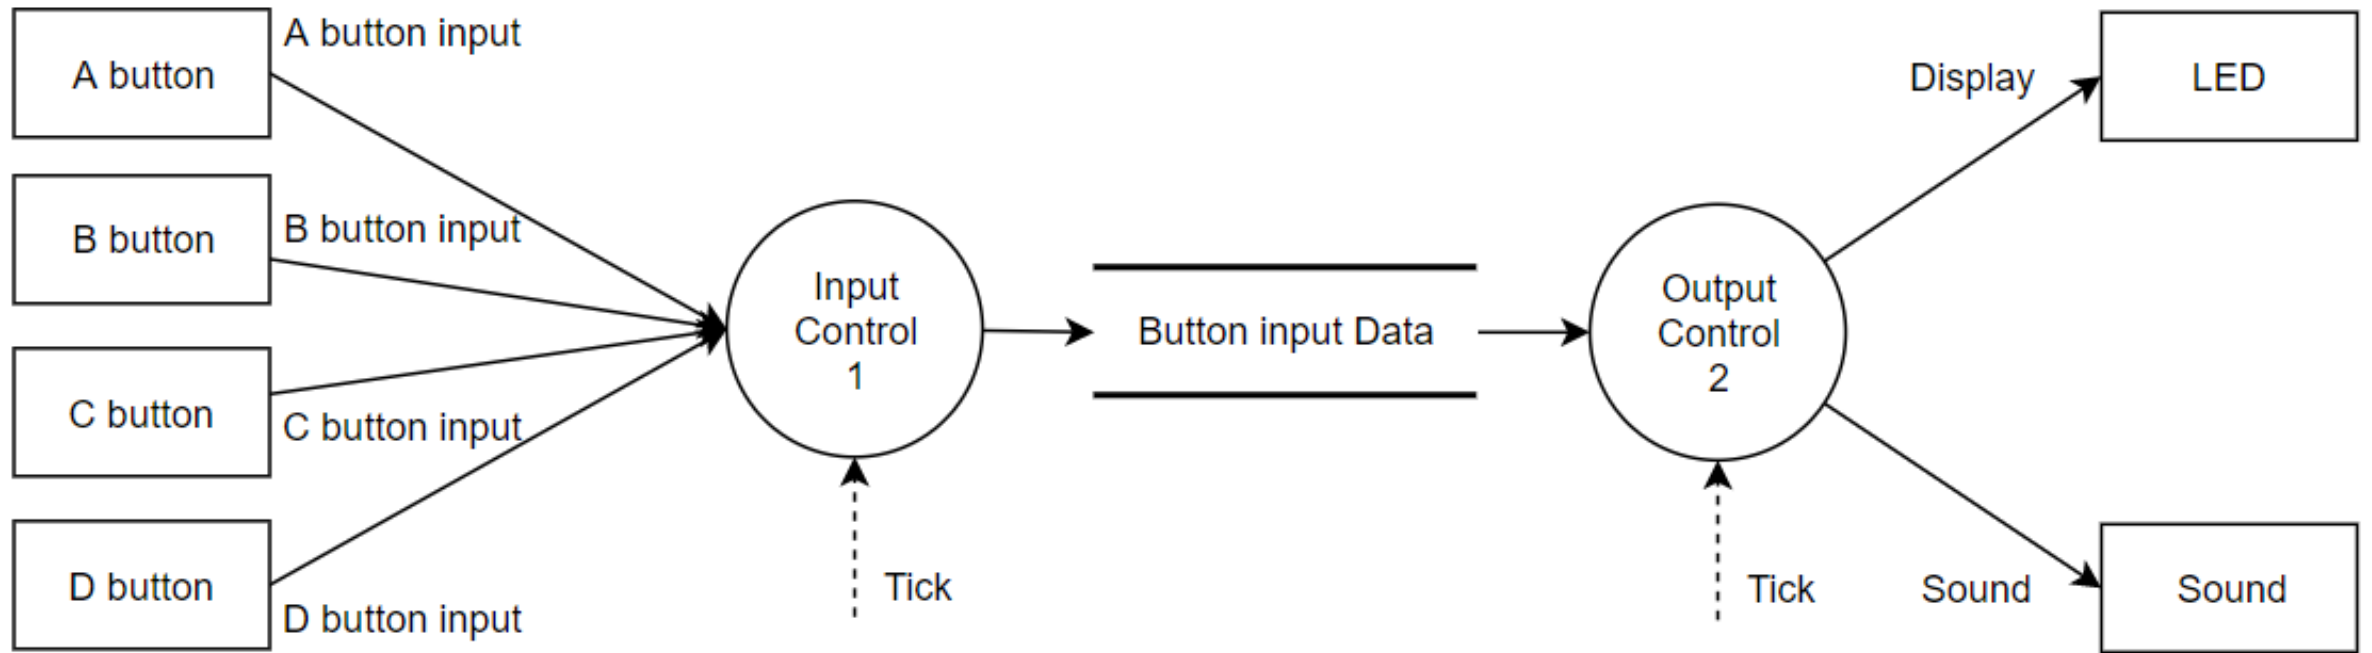 A button
A button input
B button
B button input
C button
C button input
D button
D button input
Input
Control
1
Tick
Button input Data
Output
Control
2
Tick
Display
LED
Sound
Sound